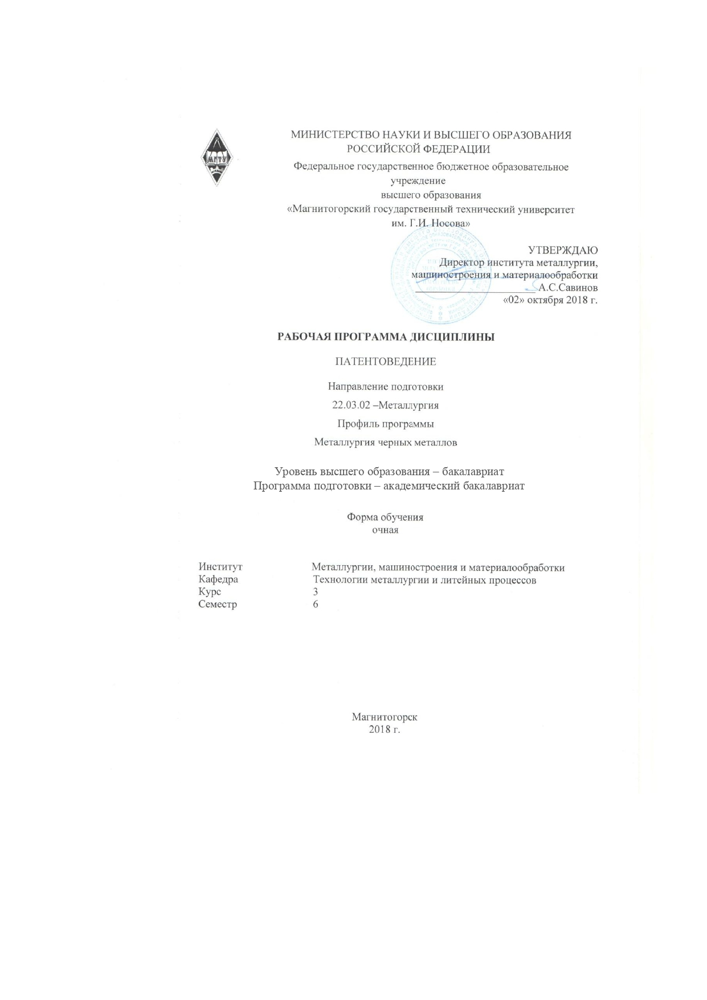 МИНИСТЕРСТВО НАУКИ И ВЫСШЕГО ОБРАЗОВАНИЯ
РОССИЙСКОЙ ФЕДЕРАЦИИ
Федеральное государственное бюджетное образовательное
учреждение
высшего образования
«Магнитогорский государственный технический университет
им. Г.И. Носова»
МГТУ
УТВЕРЖДАЮ
Директор института металлургии,
машиностроения и материалообработки
А.С.Савинов
«02» октября 2018 г.
РАБОЧАЯ ПРОГРАММА ДИСЦИПЛИНЫ
ПАТЕНТОВЕДЕНИЕ
Направление подготовки
22.03.02 –Металлургия
Профиль программы
Металлургия черных металлов
Уровень высшего образования – бакалавриат
Программа подготовки – академический бакалавриат
Форма обучения
очная
Институт Металлургии, машиностроения и материалообработки
Кафедра Технологии металлургии и литейных процессов
Курс 3
Семестр 6
Магнитогорск
2018 г.